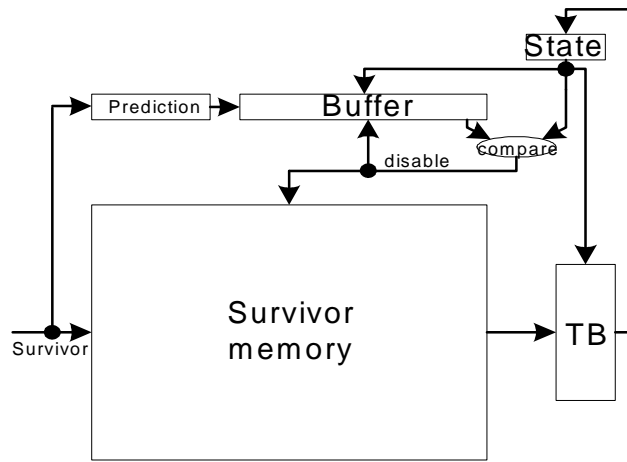 State
Prediction
Buffer
compare
disable
Survivor
memory
Survivor
TB